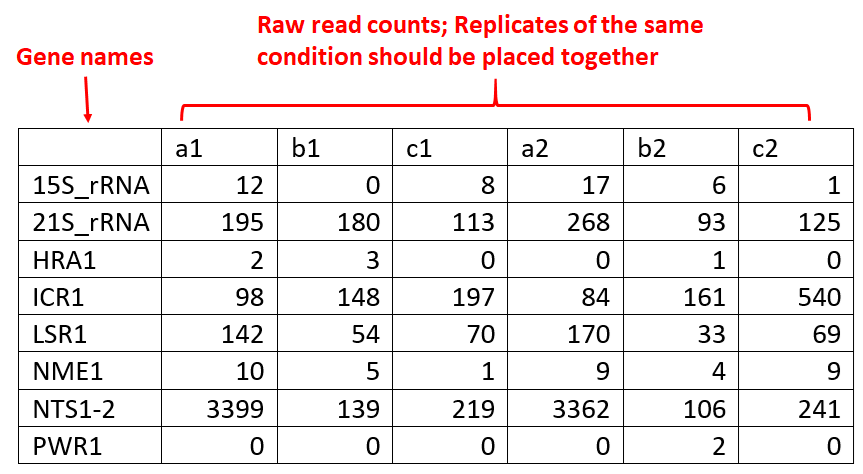 Raw read counts; Replicates of the same
condition should be placed together
Gene names
a1 b1 c1 a2 b2 c2
15S_rRNA 12 0 8 17 6 1
21S_rRNA 195 180 113 268 93 125
HRA1 2 3 0 0 1 0
ICR1 98 148 197 84 161 540
LSR1 142 54 70 170 33 69
NME1 10 5 1 9 4 9
NTS1-2 3399 139 219 3362 106 241
PWR1 0 0 0 0 2 0